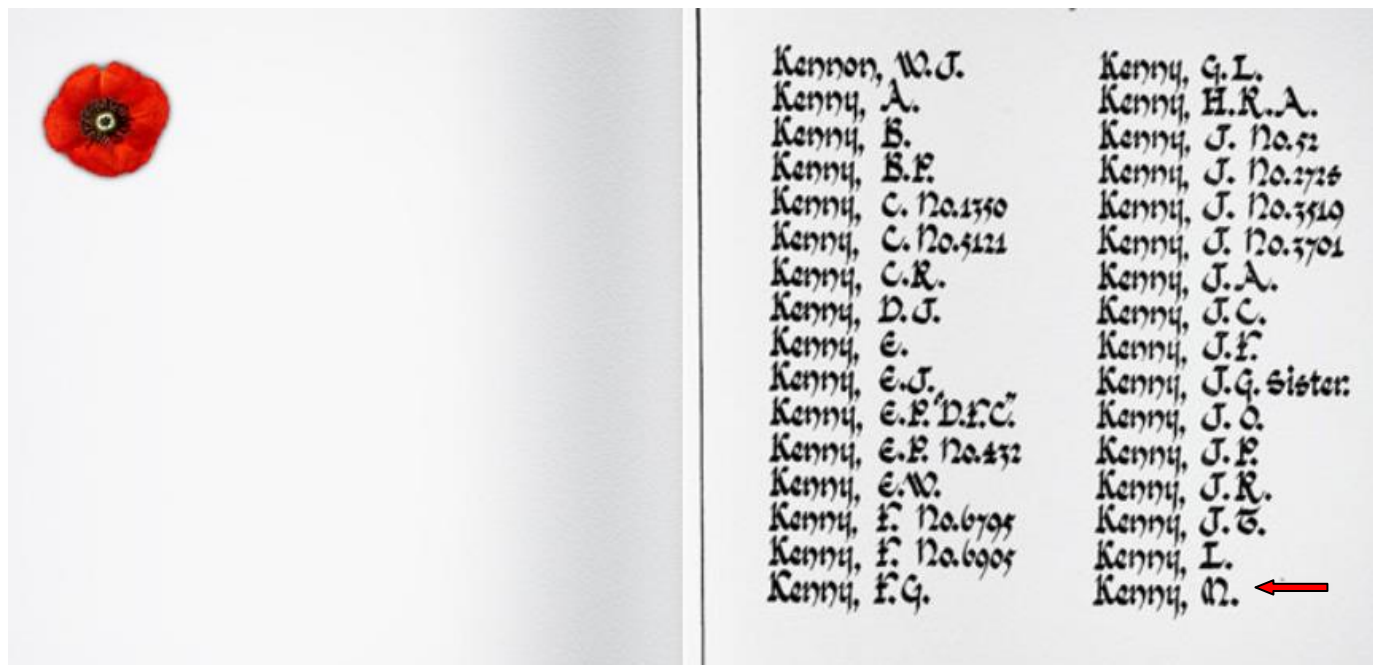 Kennon, W.J.
Kenny, A.
Kenny, B.
Kenny, B.P.
Kenny, C. No.1350
Kenny, C. No.5121
Kenny, C.R.
Kenny, D.J.
Kenny, E.
Kenny, E.J.
Kenny, E.P. "D.F.C."
Kenny, E.P. No.432
Kenny, E.W.
Kenny, F. No.6795
Kenny, F. No.6905
Kenny, F.G.
Kenny, G.L.
Kenny, H.R.A.
Kenny, J. No.52
Kenny, J. No.2728
Kenny, J. No.3519
Kenny, J. No.3701
Kenny, J.A.
Kenny, J.C.
Kenny, J.F.
Kenny, J.G. Sister.
Kenny, J.O.
Kenny, J.P.
Kenny, J.R.
Kenny, J.T.
Kenny, L.
Kenny, M.